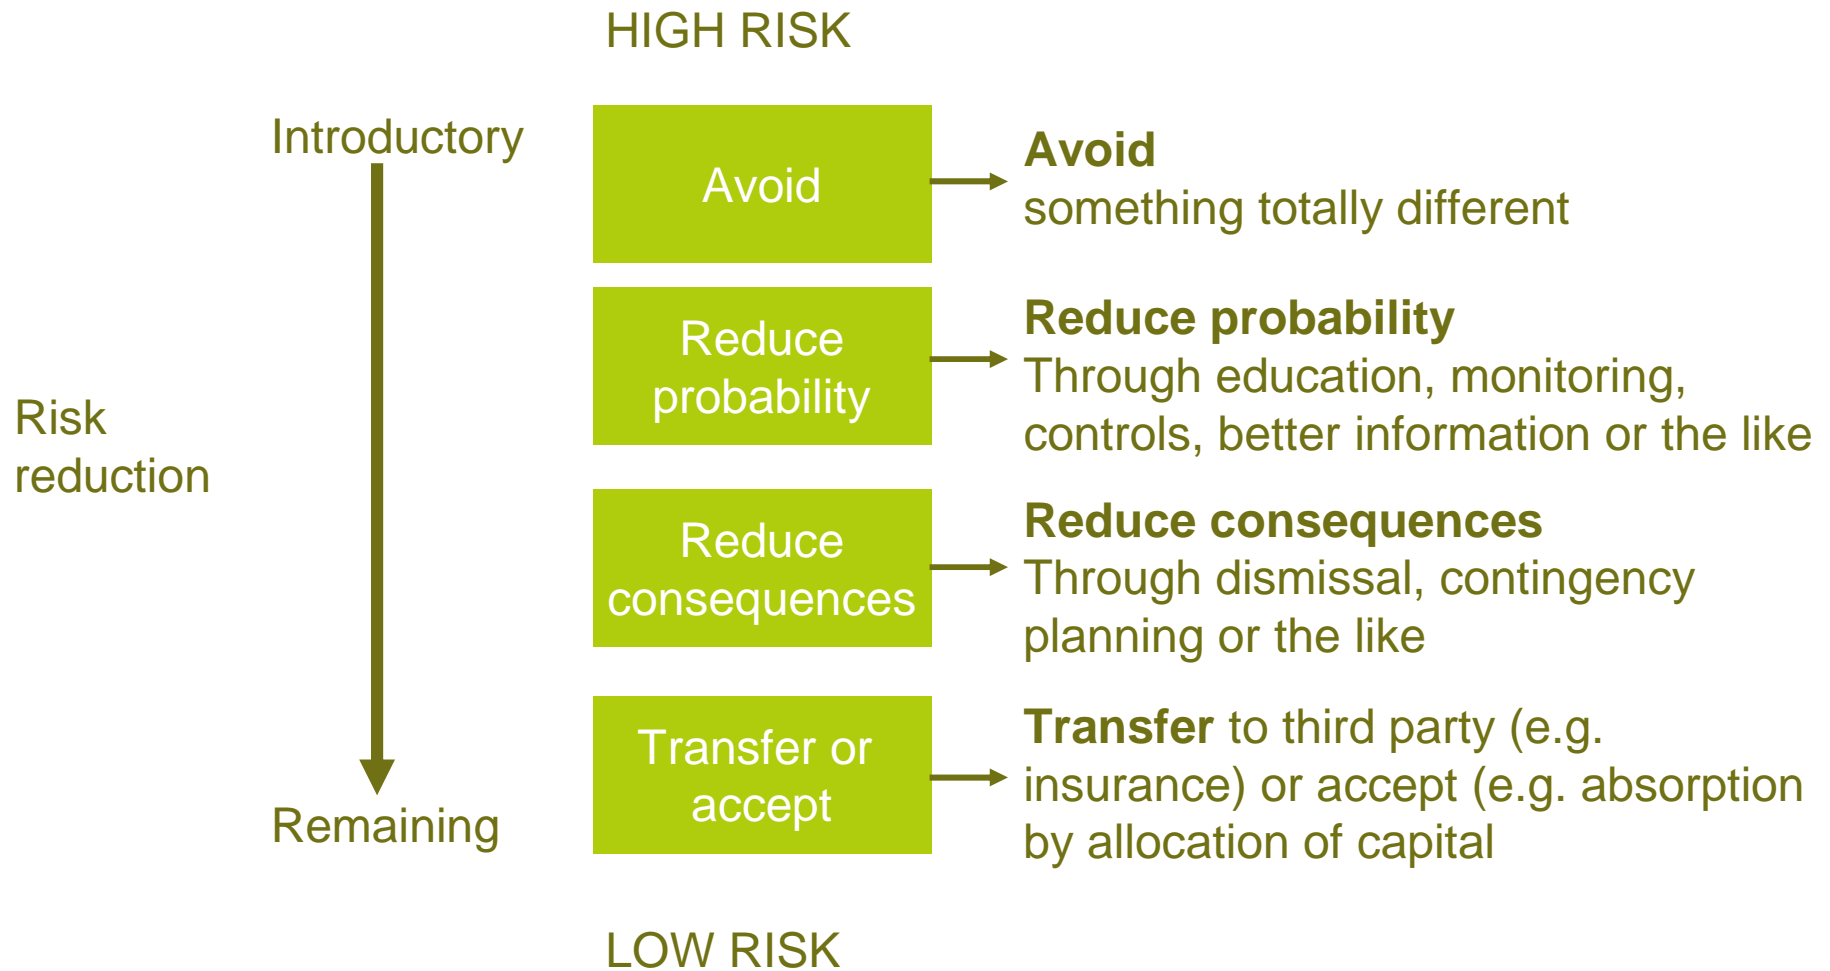 HIGH RISK
Introductory
Avoid
Avoid
something totally different
Reduce
probability
Reduce probability
Through education, monitoring,
controls, better information or the like
Risk
reduction
Reduce
consequences
Reduce consequences
Through dismissal, contingency
planning or the like
Transfer or
accept
Transfer to third party (e.g.
insurance) or accept (e.g. absorption
by allocation of capital
Remaining
LOW RISK